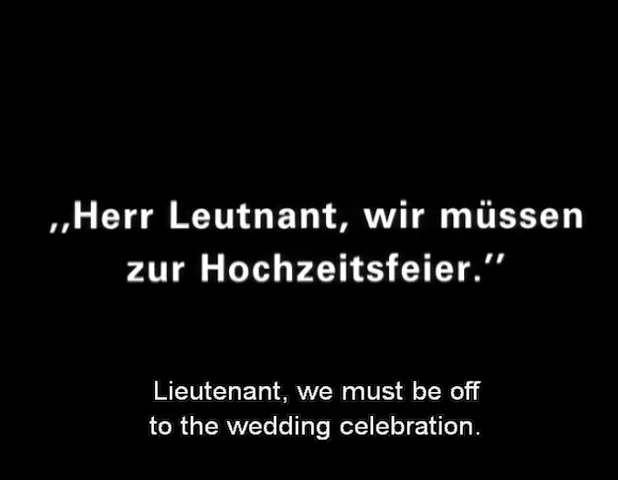 ,,Herr Leutnant, wir müssen
zur Hochzeitsfeier.”
Lieutenant, we must be off
to the wedding celebration.